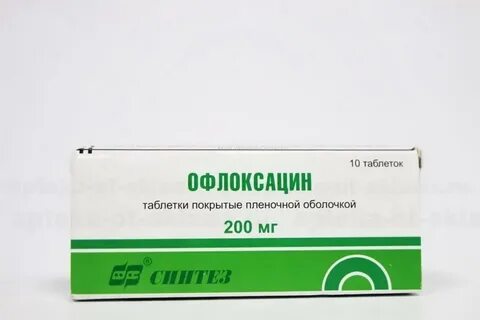 10 таблеток
ОФЛОКСАЦИН
таблетки покрытые пленочной оболочкой
200 мг
® СИНТЕЗ